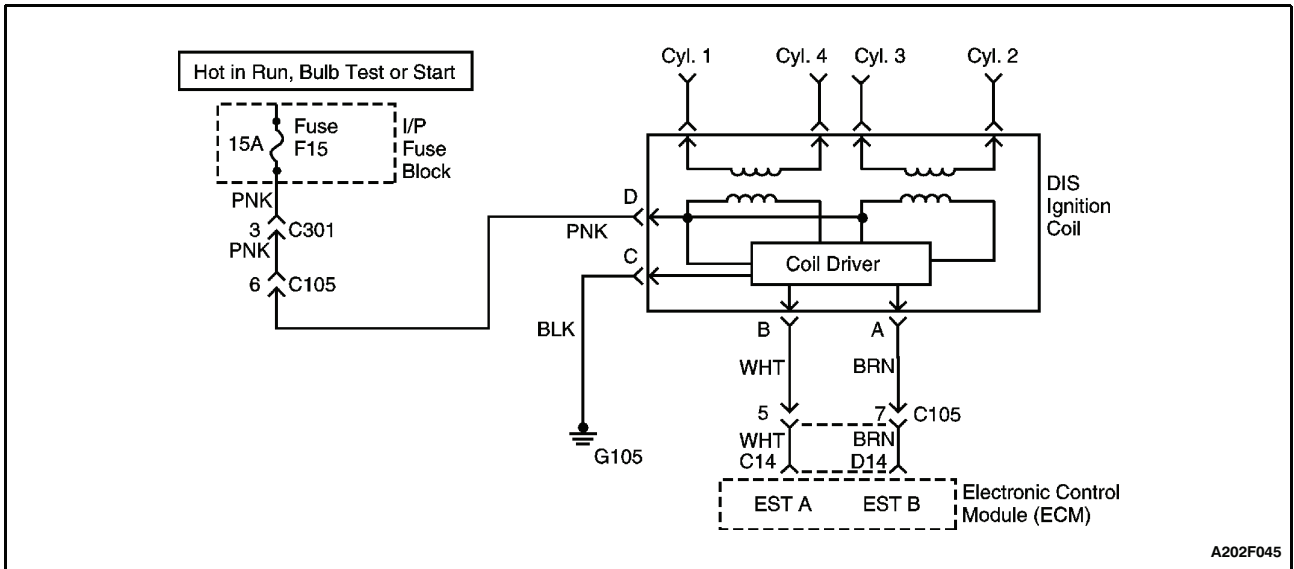 Hot in Run, Bulb Test or Start
15A
Fuse
F15
I/P
Fuse
Block
PNK
3
C301
PNK
6
C105
Cyl. 1
Cyl. 4
Cyl. 3
Cyl. 2
DIS
Ignition
Coil
D
PNK
C
BLK
G105
Coil Driver
B
A
WHT
BRN
5
7
C105
WHT
BRN
C14
D14
EST A
EST B
Electronic Control
Module (ECM)
A202F045